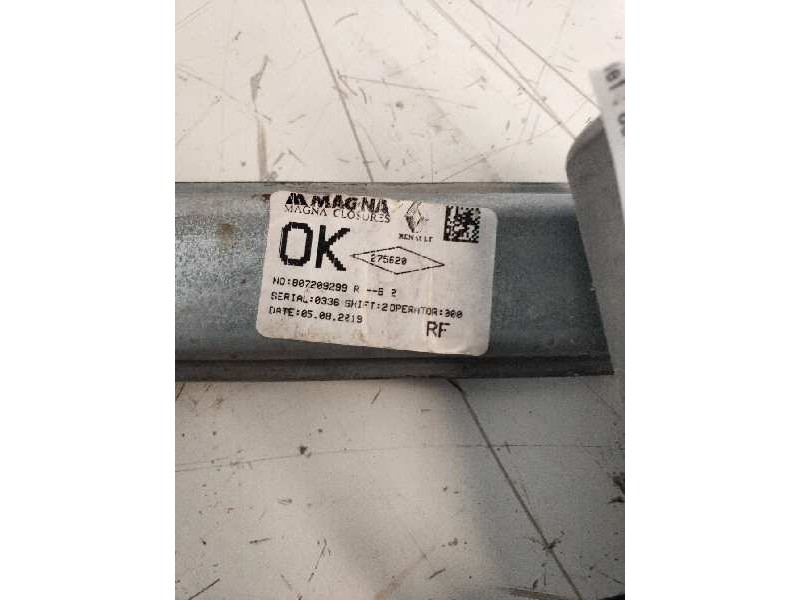 MAGNA
MAGNA CLOSURES
RENAULT
OK
275620
NO:807209299 R --B 2
SERIAL:0336 SHIFT:2 OPERATOR:300
DATE:05.08.2019
RF